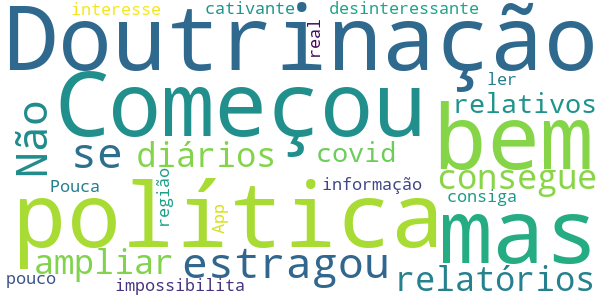 interesse cativante desinteressante
Doutrinação
real
Começou
ler
Não
bem
relativos
se diários covid
consegue
Pouca
região
informação
consiga
política
App
mas
ampliar estragou
relatórios
pouco
impossibilita